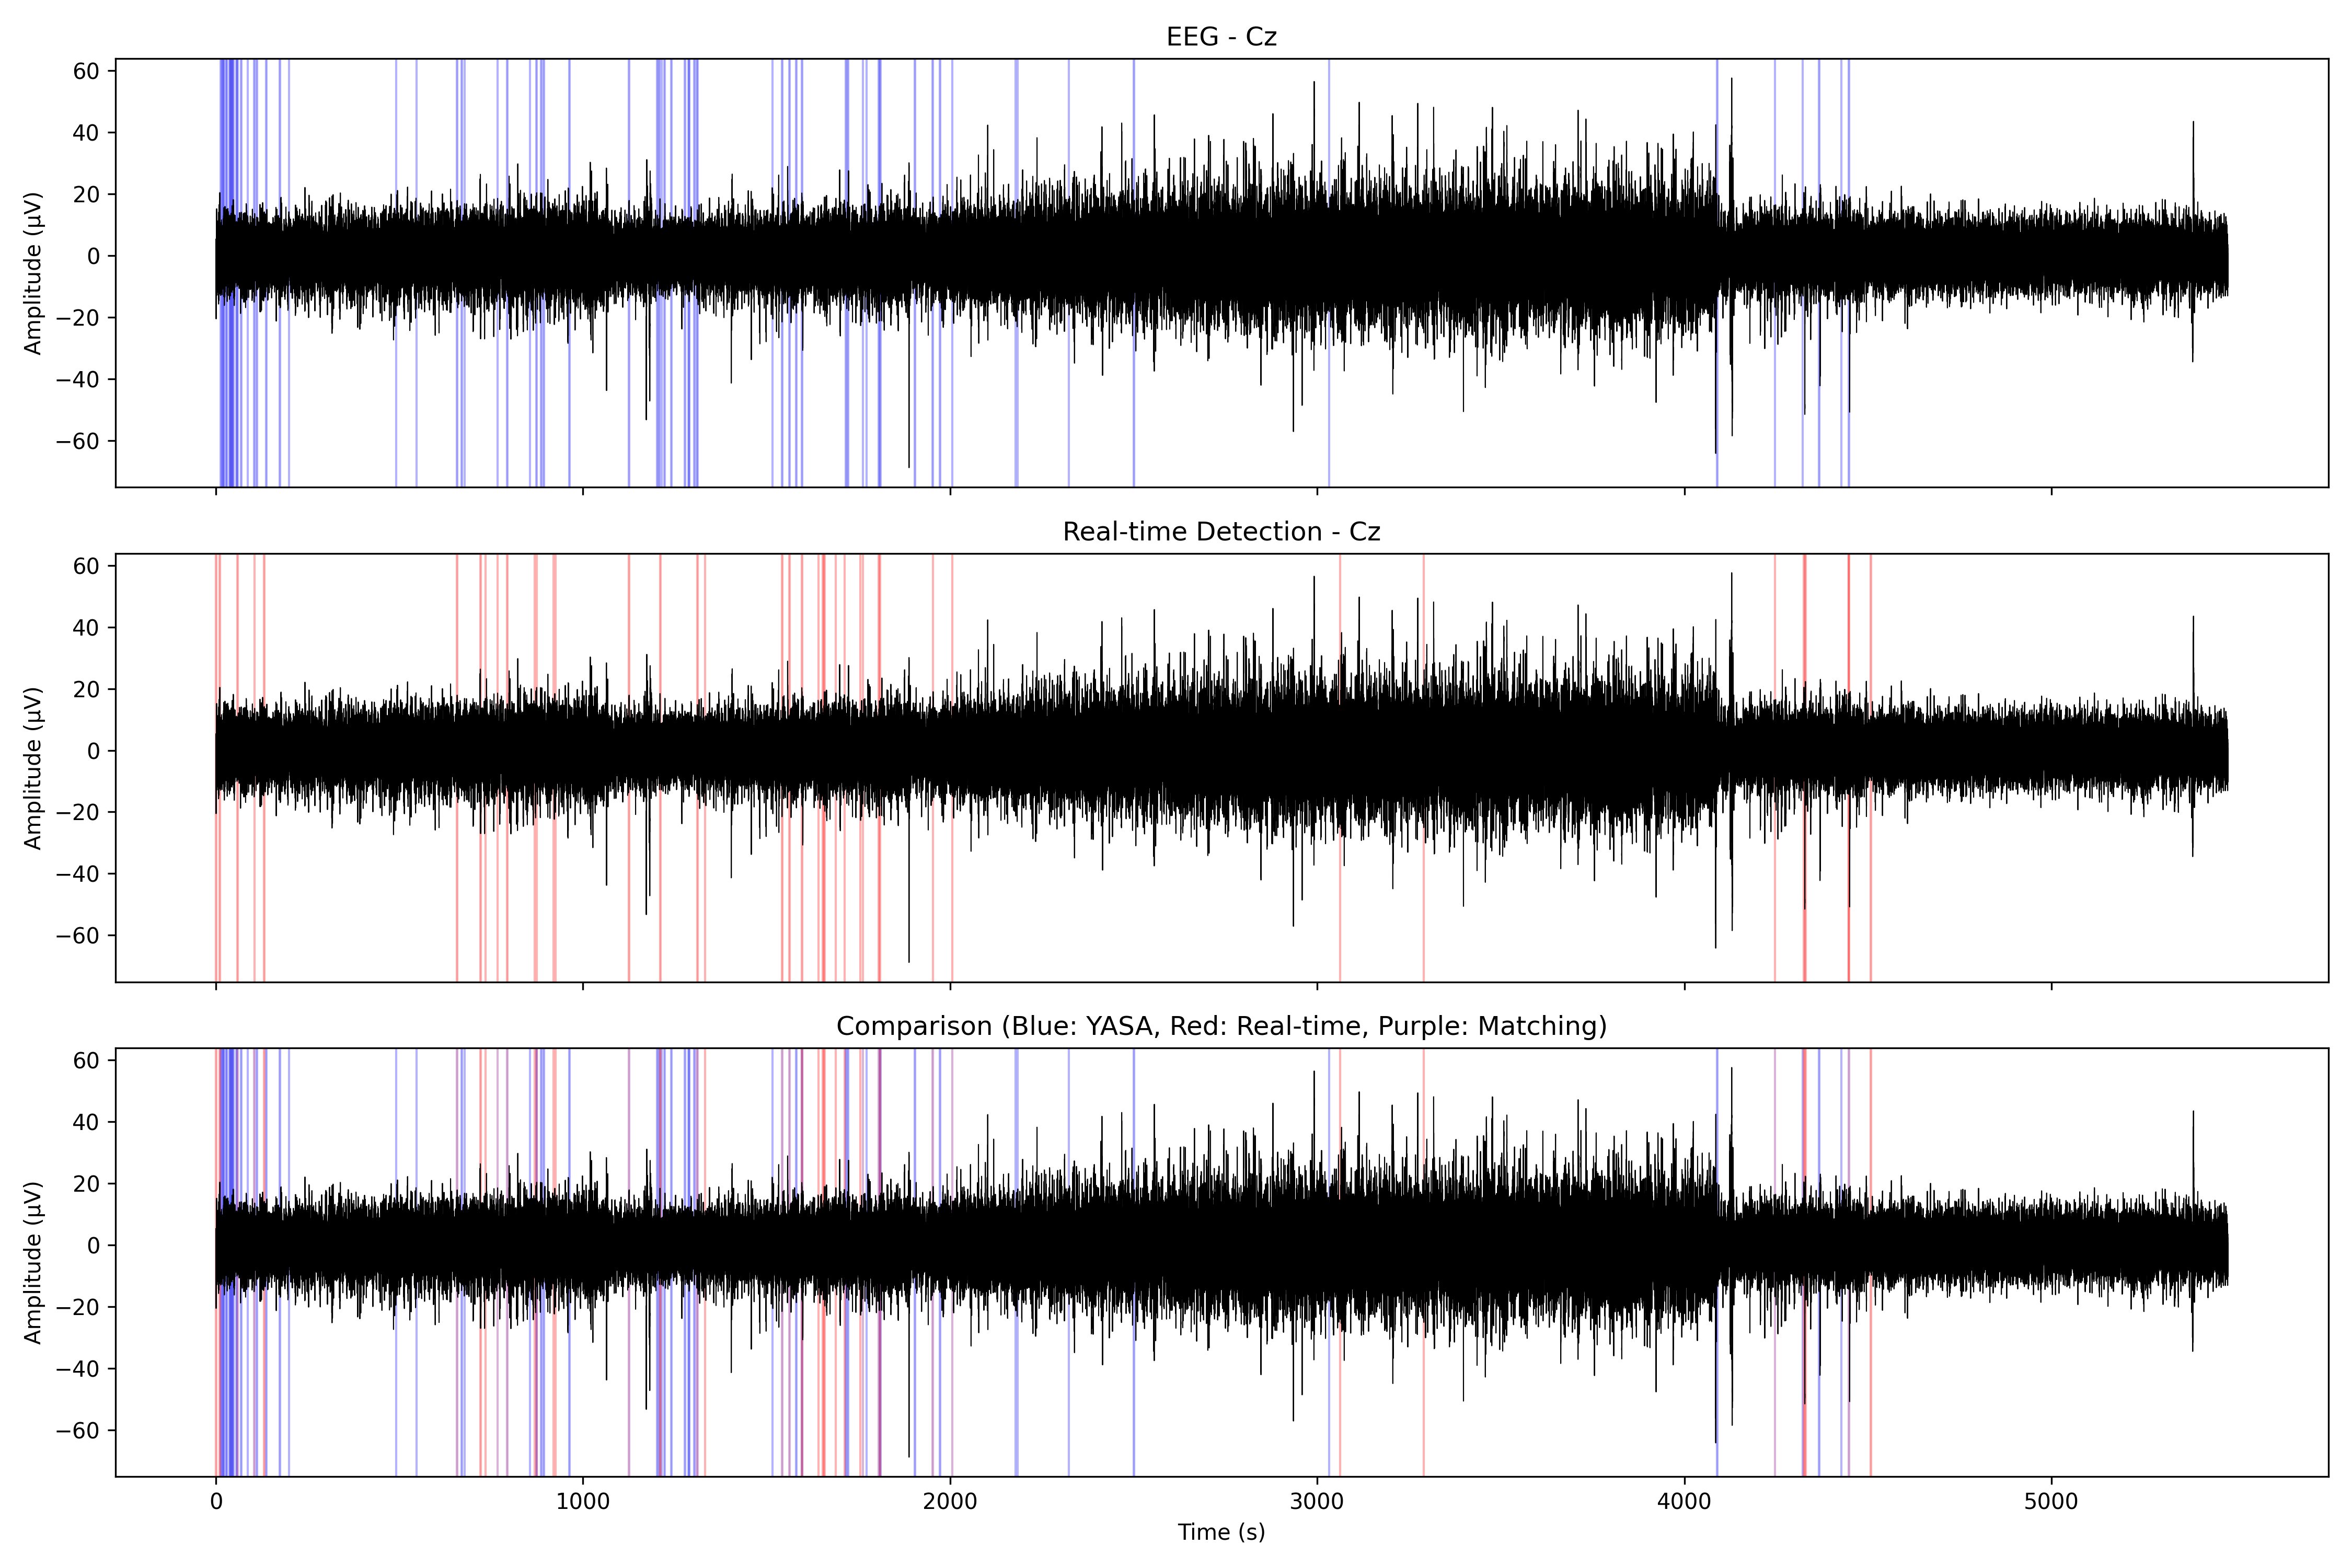 EEG - Cz
60
40
20
0
−20
−40
−60
Amplitude (µV)
Real-time Detection - Cz
60
40
20
0
−20
−40
−60
Amplitude (µV)
Comparison (Blue: YASA, Red: Real-time, Purple: Matching)
60
40
20
0
−20
−40
−60
Amplitude (µV)
0 1000 2000 3000 4000 5000
Time (s)